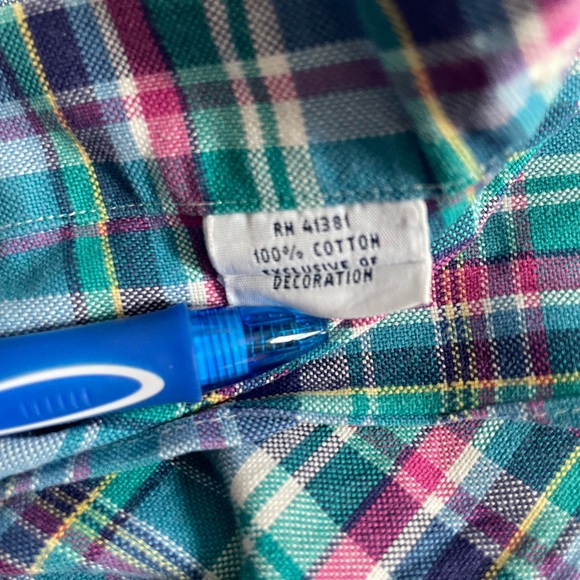 RN 41381
100% COTTON
EXCLUSIVE OF
DECORATION